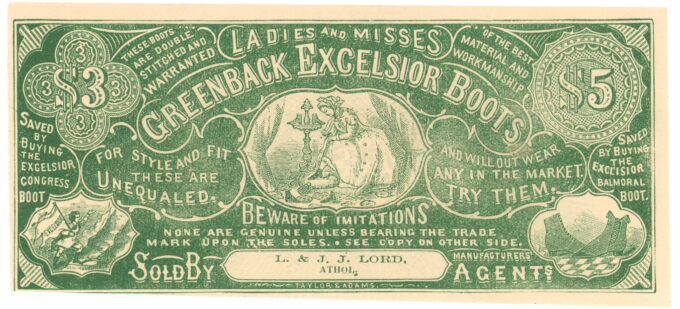 THESE BOOTS
ARE DOUBLE
STITCHED AND
WARRANTED
LADIES AND MISSES
OF THE BEST
MATERIAL AND
WORKMANSHIP
GREENBACK EXCELSIOR BOOTS
$3
3
3
3
3
$5
SAVED
BY
BUYING
THE
EXCELSIOR
CONGRESS
BOOT
FOR STYLE AND FIT
THESE ARE
UNEQUALED.
AND WILL OUT WEAR
ANY IN THE MARKET.
TRY THEM.
SAVED
BY BUYING
THE
EXCELSIOR
BALMORAL
BOOT.
BEWARE OF IMITATIONS
NONE ARE GENUINE UNLESS BEARING THE TRADE
MARK UPON THE SOLES. • SEE COPY ON OTHER SIDE.
SOLD BY
L. & J. J. LORD,
ATHOL,
MANUFACTURERS'
AGENTS
TAYLOR & ADAMS.